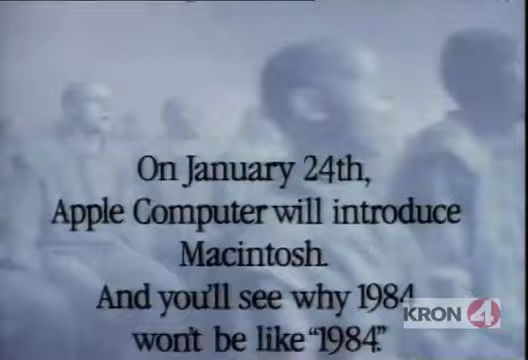 On January 24th,
Apple Computer will introduce
Macintosh.
And you'll see why 1984
won't be like "1984."
KRON 4